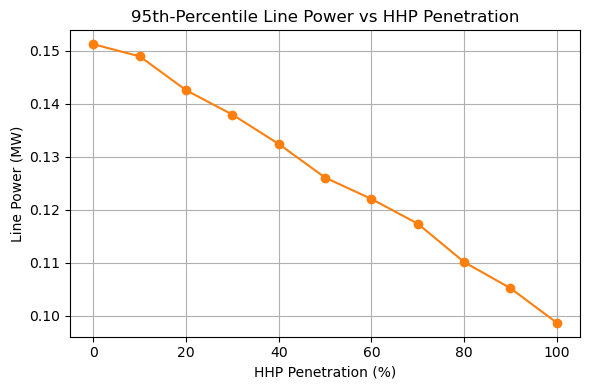 95th-Percentile Line Power vs HHP Penetration
Line Power (MW)
0.15
0.14
0.13
0.12
0.11
0.10
0 20 40 60 80 100
HHP Penetration (%)